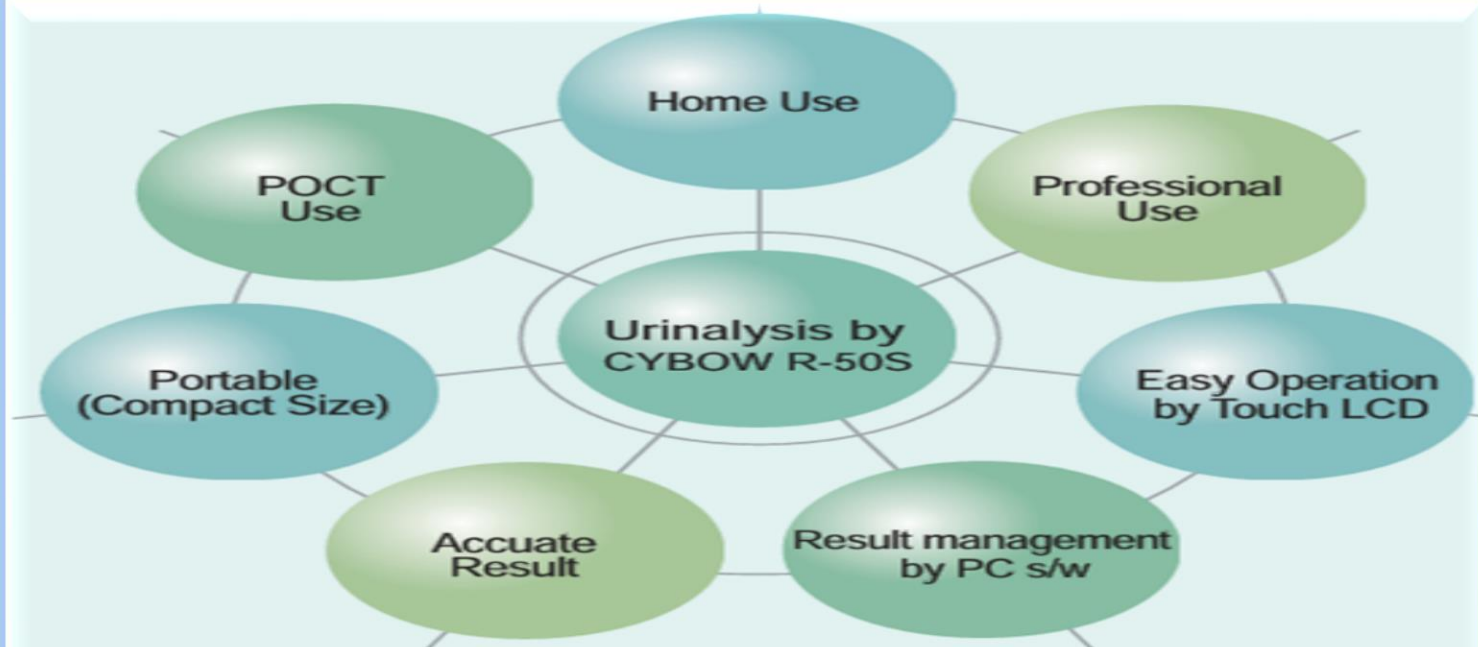 Home Use
POCT
Use
Professional
Use
Urinalysis by
CYBOW R-50S
Portable
(Compact Size)
Easy Operation
by Touch LCD
Accuate
Result
Result management
by PC s/w